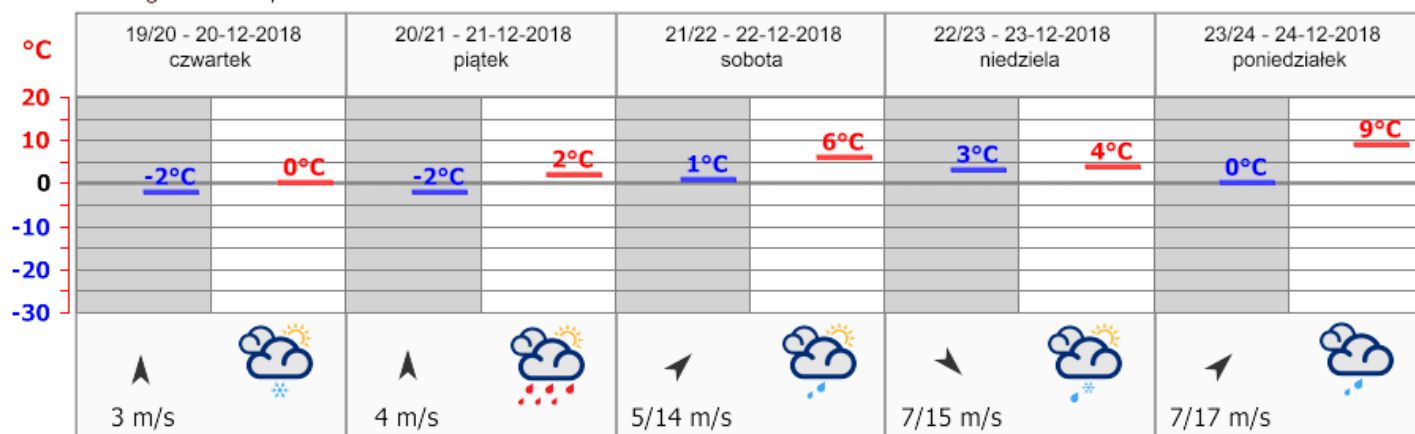 19/20 - 20-12-2018
czwartek
20/21 - 21-12-2018
piątek
21/22 - 22-12-2018
sobota
22/23 - 23-12-2018
niedziela
23/24 - 24-12-2018
poniedziałek
°C
20
10
0
-10
-20
-30
-2°C
0°C
-2°C
2°C
1°C
6°C
3°C
4°C
0°C
9°C
3 m/s
4 m/s
5/14 m/s
7/15 m/s
7/17 m/s